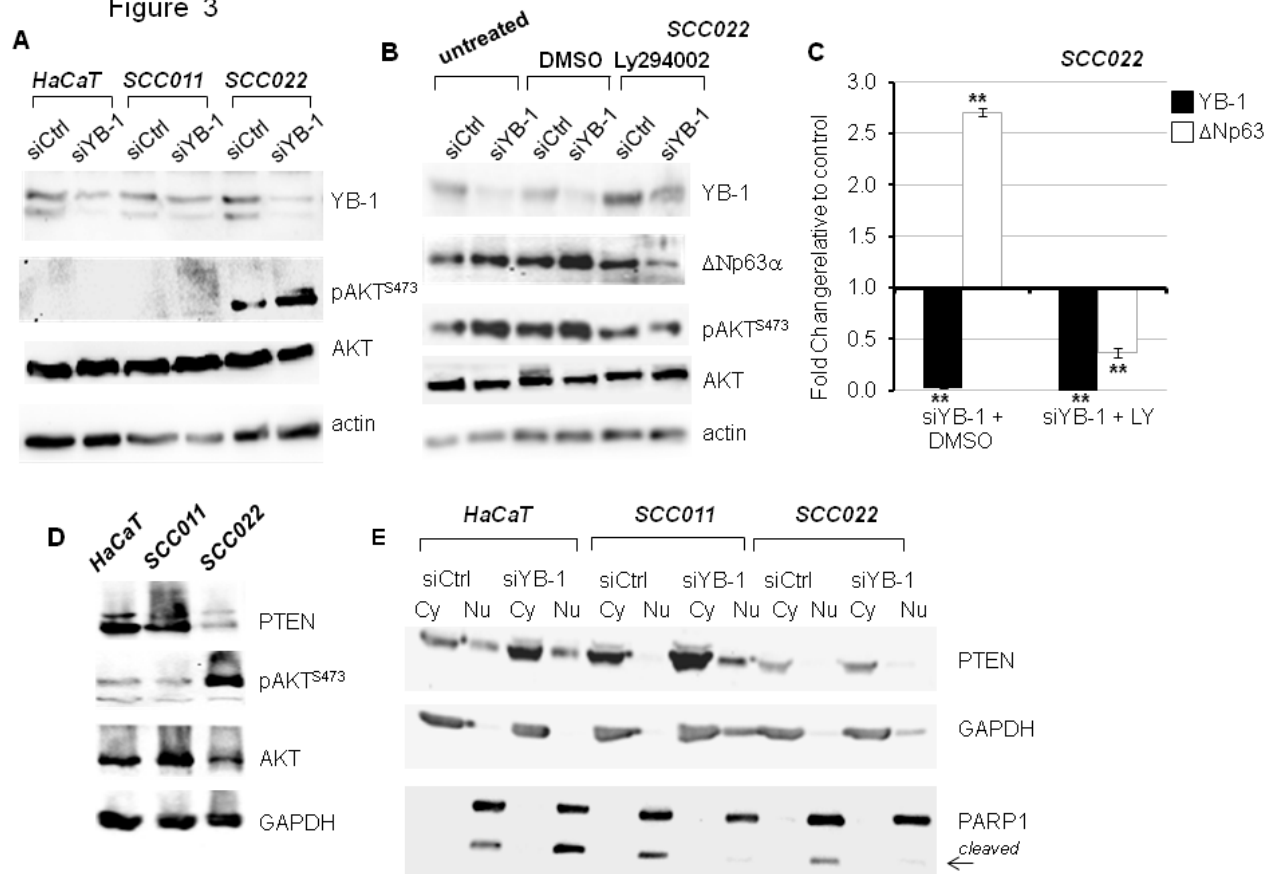 Figure 3
A
HaCaT SCC011 SCC022
siCtrl siYB-1 siCtrl siYB-1 siCtrl siYB-1
YB-1
pAKTS473
AKT
actin
B
SCC022
untreated DMSO Ly294002
siCtrl siYB-1 siCtrl siYB-1 siCtrl siYB-1
YB-1
ΔNp63α
pAKTS473
AKT
actin
C
SCC022
Fold Changerelative to control
3.0
2.5
2.0
1.5
1.0
0.5
0.0
**
**
**
**
siYB-1 +
DMSO
siYB-1 + LY
YB-1
ΔNp63
D
HaCaT SCC011 SCC022
PTEN
pAKTS473
AKT
GAPDH
E
HaCaT SCC011 SCC022
siCtrl siYB-1 siCtrl siYB-1 siCtrl siYB-1
Cy Nu Cy Nu Cy Nu Cy Nu Cy Nu Cy Nu
PTEN
GAPDH
PARP1
cleaved